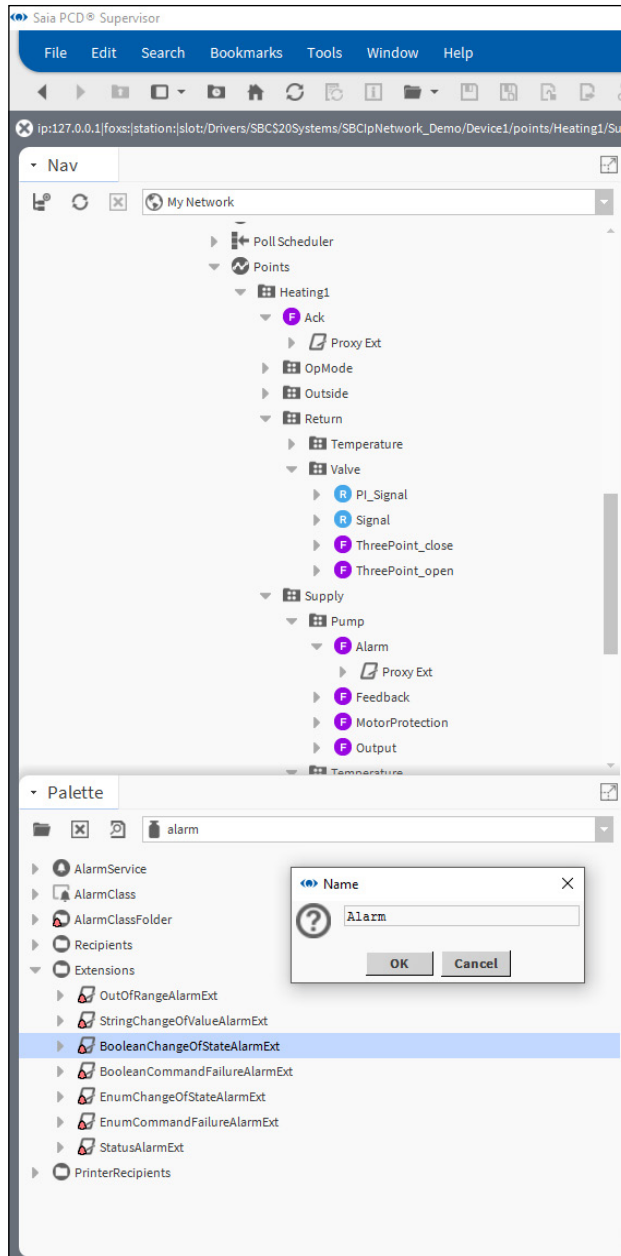 Saia PCD® Supervisor
File Edit Search Bookmarks Tools Window Help
ip:127.0.0.1|foxs:|station:|slot:/Drivers/SBC$20Systems/SBCIpNetwork_Demo/Device1/points/Heating1/Su
Nav
My Network
Poll Scheduler
Points
Heating1
F Ack
Proxy Ext
OpMode
Outside
Return
Temperature
Valve
R PI_Signal
R Signal
F ThreePoint_close
F ThreePoint_open
Supply
Pump
F Alarm
Proxy Ext
F Feedback
F MotorProtection
F Output
Temperature
Palette
alarm
AlarmService
AlarmClass
AlarmClassFolder
Recipients
Extensions
OutOfRangeAlarmExt
StringChangeOfValueAlarmExt
BooleanChangeOfStateAlarmExt
BooleanCommandFailureAlarmExt
EnumChangeOfStateAlarmExt
EnumCommandFailureAlarmExt
StatusAlarmExt
PrinterRecipients
Name
Alarm
OK Cancel